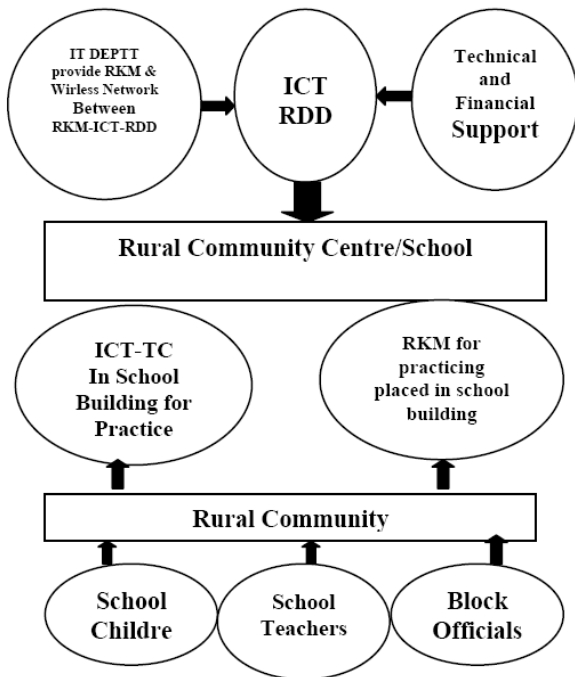 IT DEPTT
provide RKM &
Wirless Network
Between
RKM-ICT-RDD
ICT
RDD
Technical
and
Financial
Support
Rural Community Centre/School
ICT-TC
In School
Building for
Practice
RKM for
practicing
placed in school
building
Rural Community
School
Childre
School
Teachers
Block
Officials